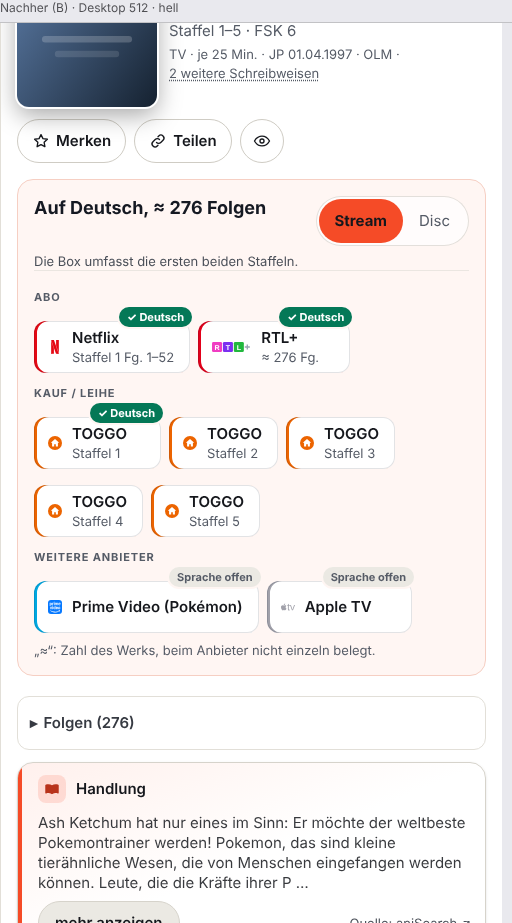 Nachher (B) · Desktop 512 · hell
Staffel 1–5 · FSK 6
TV · je 25 Min. · JP 01.04.1997 · OLM ·
2 weitere Schreibweisen
Merken
Teilen
Auf Deutsch, ≈ 276 Folgen
Stream
Disc
Die Box umfasst die ersten beiden Staffeln.
ABO
✓ Deutsch
Netflix
Staffel 1 Fg. 1–52
✓ Deutsch
RTL+
RTL+
≈ 276 Fg.
KAUF / LEIHE
✓ Deutsch
TOGGO
Staffel 1
TOGGO
Staffel 2
TOGGO
Staffel 3
TOGGO
Staffel 4
TOGGO
Staffel 5
WEITERE ANBIETER
Sprache offen
prime video
Prime Video (Pokémon)
Sprache offen
tv
Apple TV
„≈“: Zahl des Werks, beim Anbieter nicht einzeln belegt.
▸ Folgen (276)
Handlung
Ash Ketchum hat nur eines im Sinn: Er möchte der weltbeste
Pokemontrainer werden! Pokemon, das sind kleine
tierähnliche Wesen, die von Menschen eingefangen werden
können. Leute, die die Kräfte ihrer P ...
mehr anzeigen
Quelle: aniSearch ↗